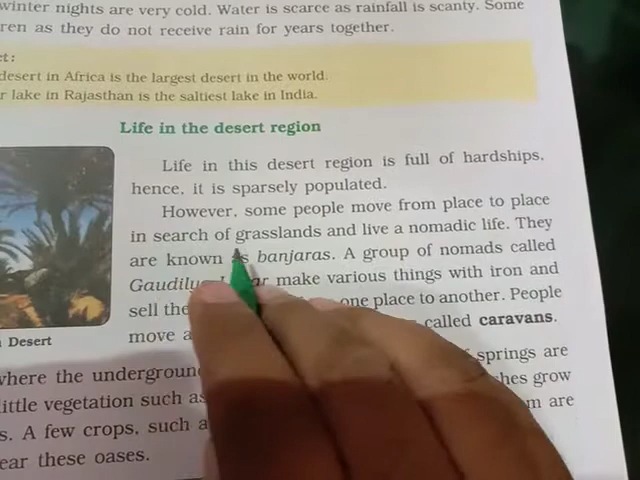 winter nights are very cold. Water is scarce as rainfall is scanty. Some
ren as they do not receive rain for years together.
ct:
desert in Africa is the largest desert in the world.
r lake in Rajasthan is the saltiest lake in India.
Life in the desert region
Life in this desert region is full of hardships,
hence, it is sparsely populated.
However, some people move from place to place
in search of grasslands and live a nomadic life. They
are known as banjaras. A group of nomads called
make various things with iron and
sell the one place to another. People
move a called caravans.
Desert
where the underground springs are
little vegetation such as hes grow
s. A few crops, such a m are
ear these oases.